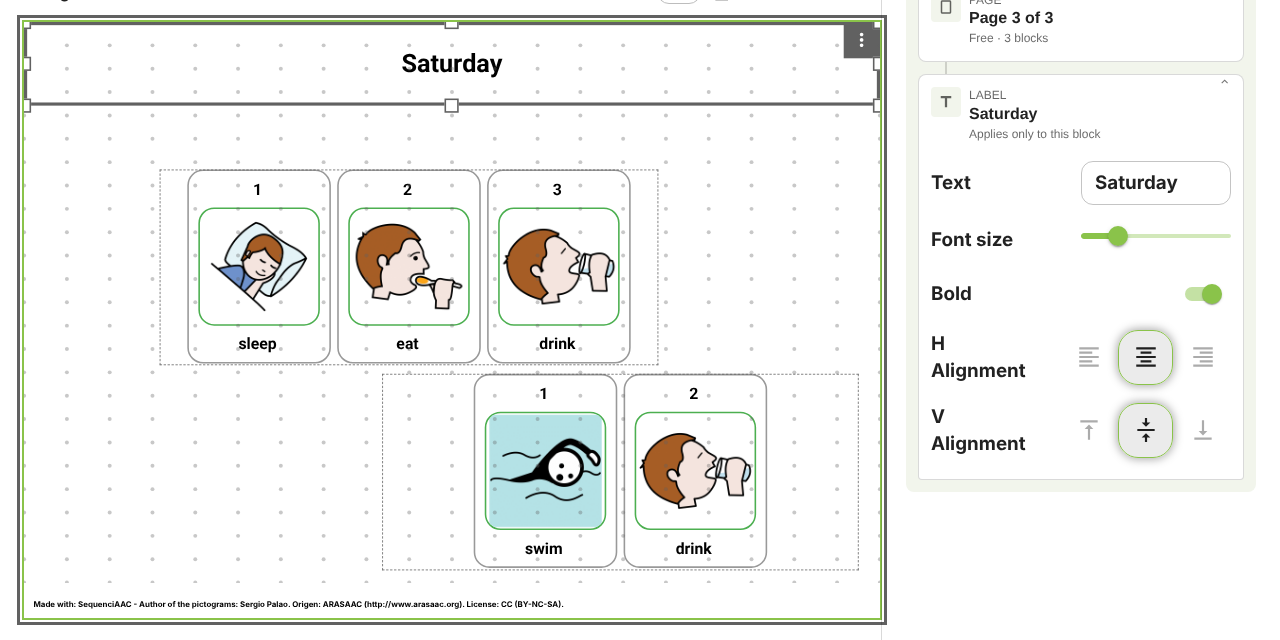 Saturday
1
2
3
sleep
eat
drink
1
2
swim
drink
Made with: SequenciAAC - Author of the pictograms: Sergio Palao. Origen: ARASAAC (http://www.arasaac.org). License: CC (BY-NC-SA).
PAGE
Page 3 of 3
Free · 3 blocks
T
LABEL
Saturday
Applies only to this block
Text
Saturday
Font size
Bold
H
Alignment
V
Alignment